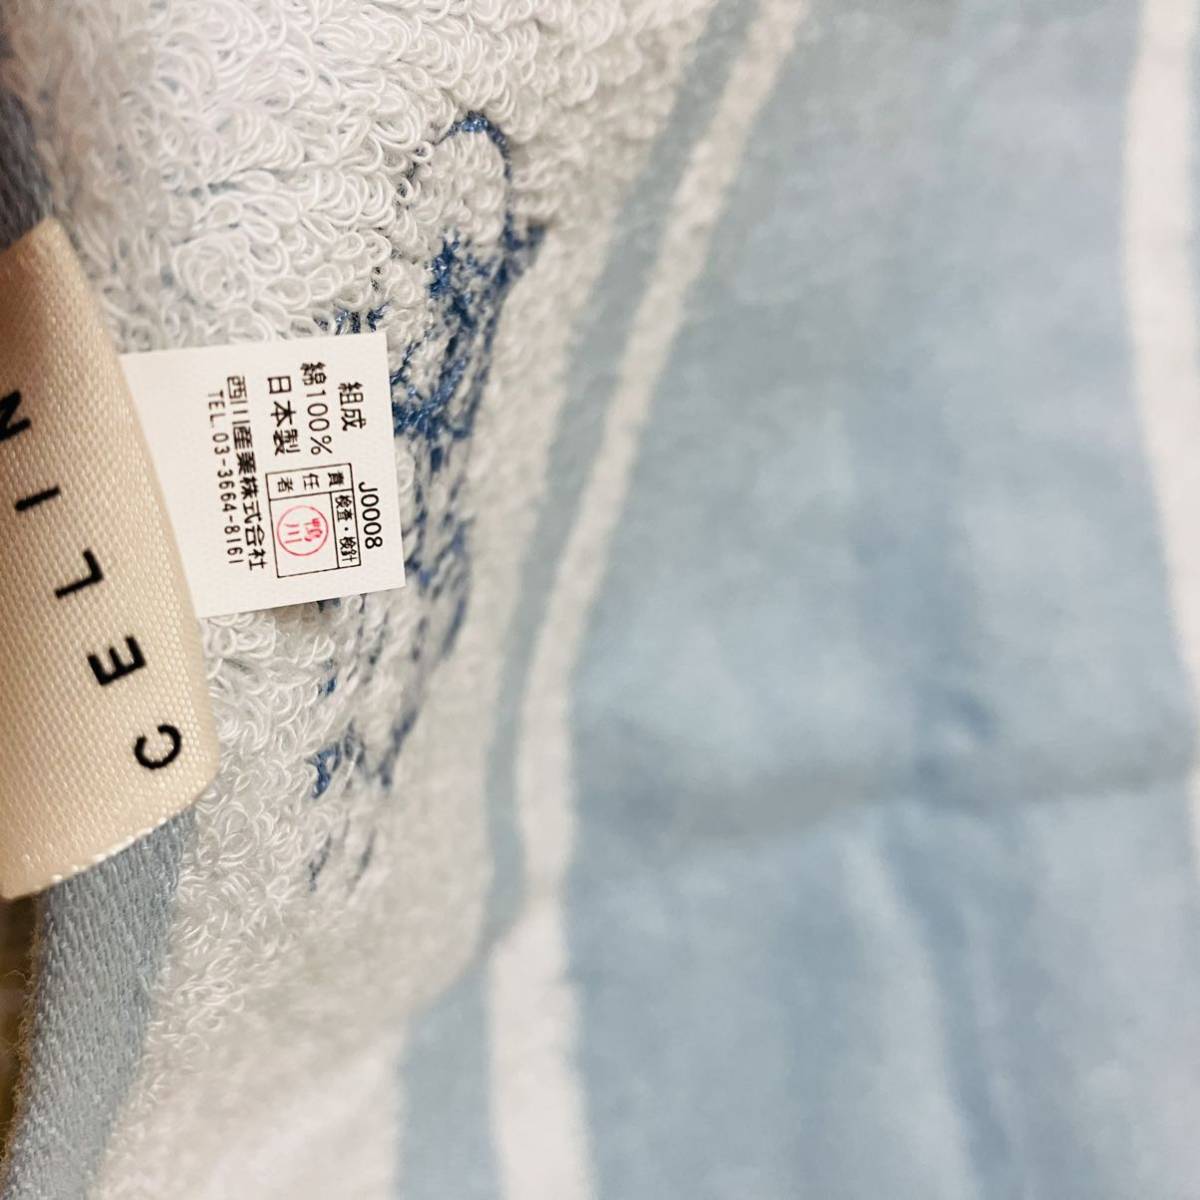 CELIN
J0008
組成
綿100%
日本製
検査・検針
責任者
鴨川
西川産業株式会社
TEL.03-3664-8161